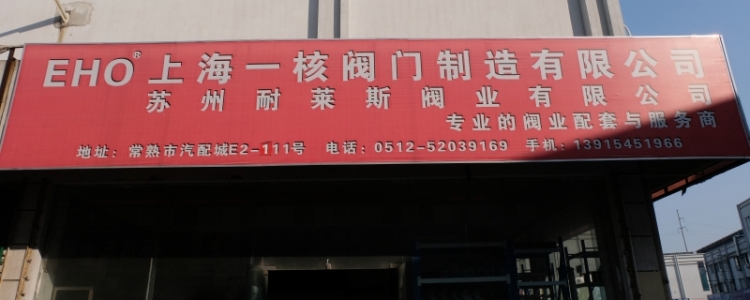 EHO® 上海一核阀门制造有限公司
苏州耐莱斯阀业有限公司
专业的阀业配套与服务商
地址：常熟市汽配城E2-111号 电话：0512-52039169 手机：13915451966